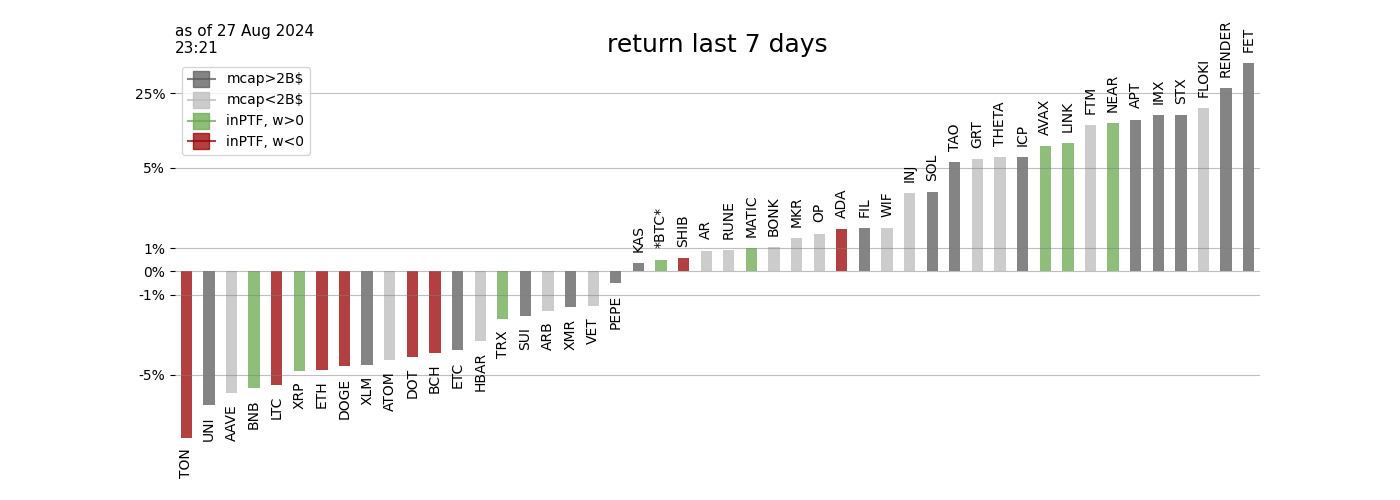 as of 27 Aug 2024
23:21
return last 7 days
mcap>2B$
mcap<2B$
inPTF, w>0
inPTF, w<0
25%
5%
1%
0%
-1%
-5%
TON
UNI
AAVE
BNB
LTC
XRP
ETH
DOGE
XLM
ATOM
DOT
BCH
ETC
HBAR
TRX
SUI
ARB
XMR
VET
PEPE
KAS
*BTC*
SHIB
AR
RUNE
MATIC
BONK
MKR
OP
ADA
FIL
WIF
INJ
SOL
TAO
GRT
THETA
ICP
AVAX
LINK
FTM
NEAR
APT
IMX
STX
FLOKI
RENDER
FET